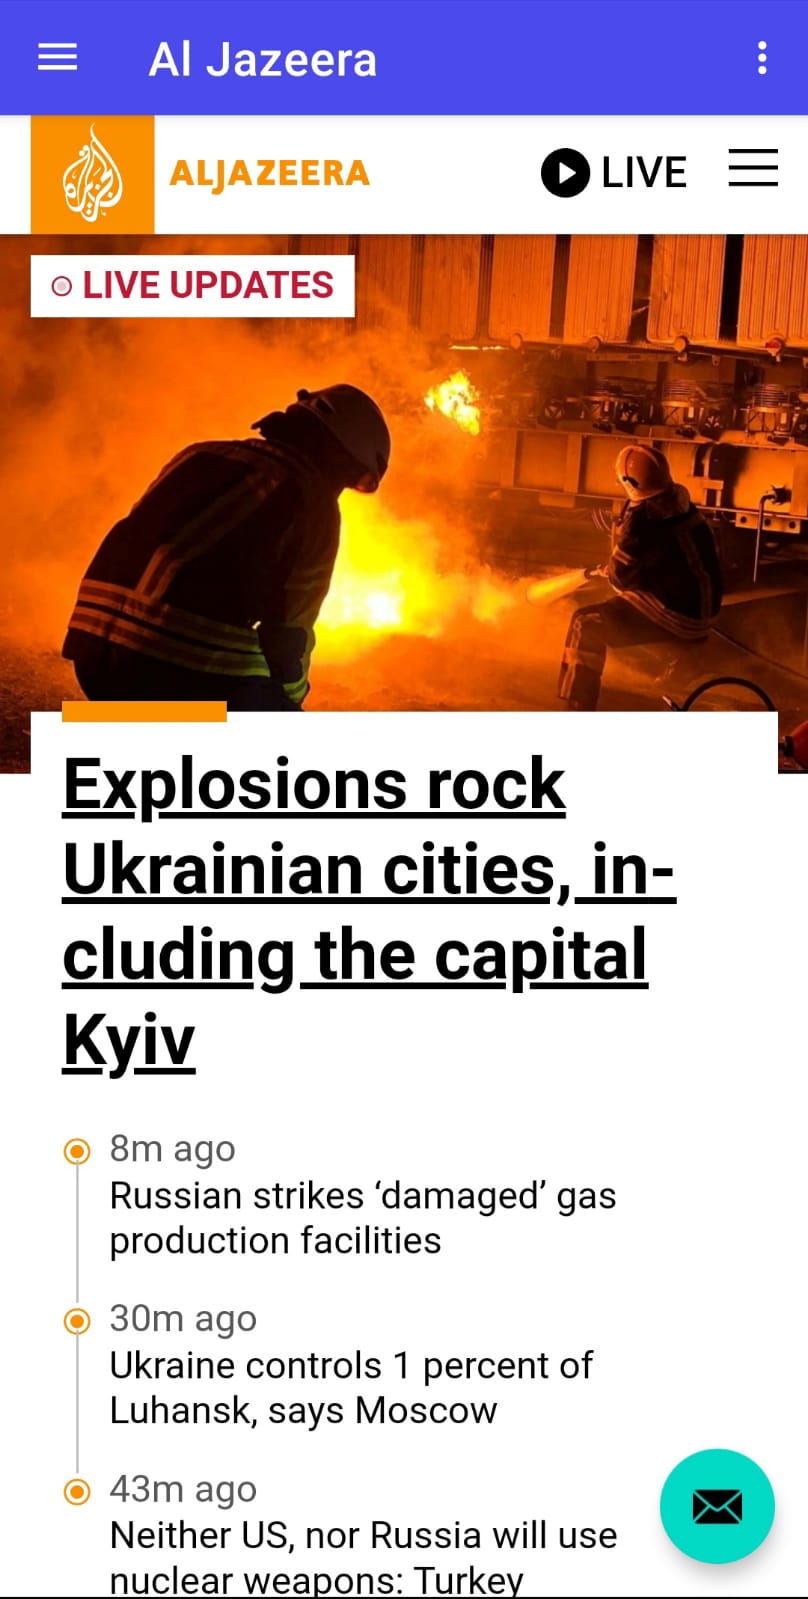 Al Jazeera
ALJAZEERA
LIVE
LIVE UPDATES
Explosions rock
Ukrainian cities, in-
cluding the capital
Kyiv
8m ago
Russian strikes ‘damaged’ gas
production facilities
30m ago
Ukraine controls 1 percent of
Luhansk, says Moscow
43m ago
Neither US, nor Russia will use
nuclear weapons: Turkey